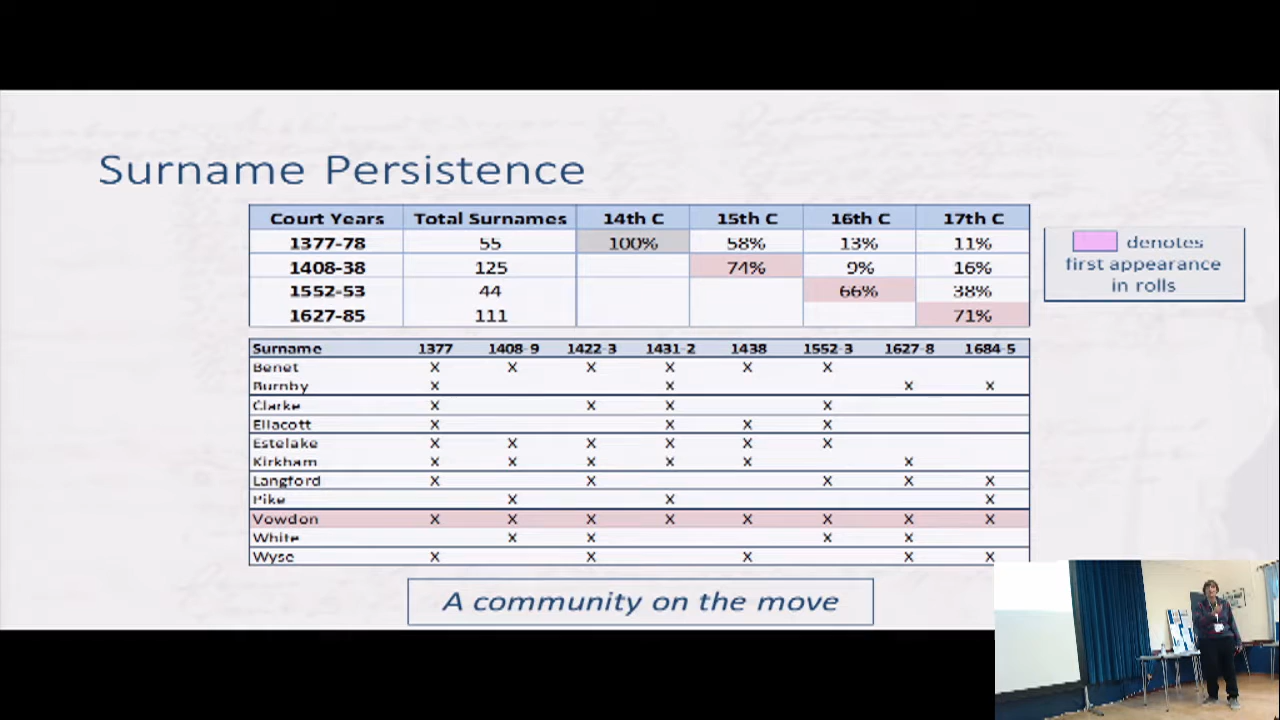 Surname Persistence
Court Years Total Surnames 14th C 15th C 16th C 17th C
1377-78 55 100% 58% 13% 11%
1408-38 125 74% 9% 16%
1552-53 44 66% 38%
1627-85 111 71%
denotes
first appearance
in rolls
Surname 1377 1408-9 1422-3 1431-2 1438 1552-3 1627-8 1684-5
Benet X X X X X X
Burnby X X X X
Clarke X X X X
Ellacott X X X X
Estelake X X X X X X
Kirkham X X X X X X
Langford X X X X X
Pike X X X
Vowdon X X X X X X X X
White X X X X
Wyse X X X X X
A community on the move